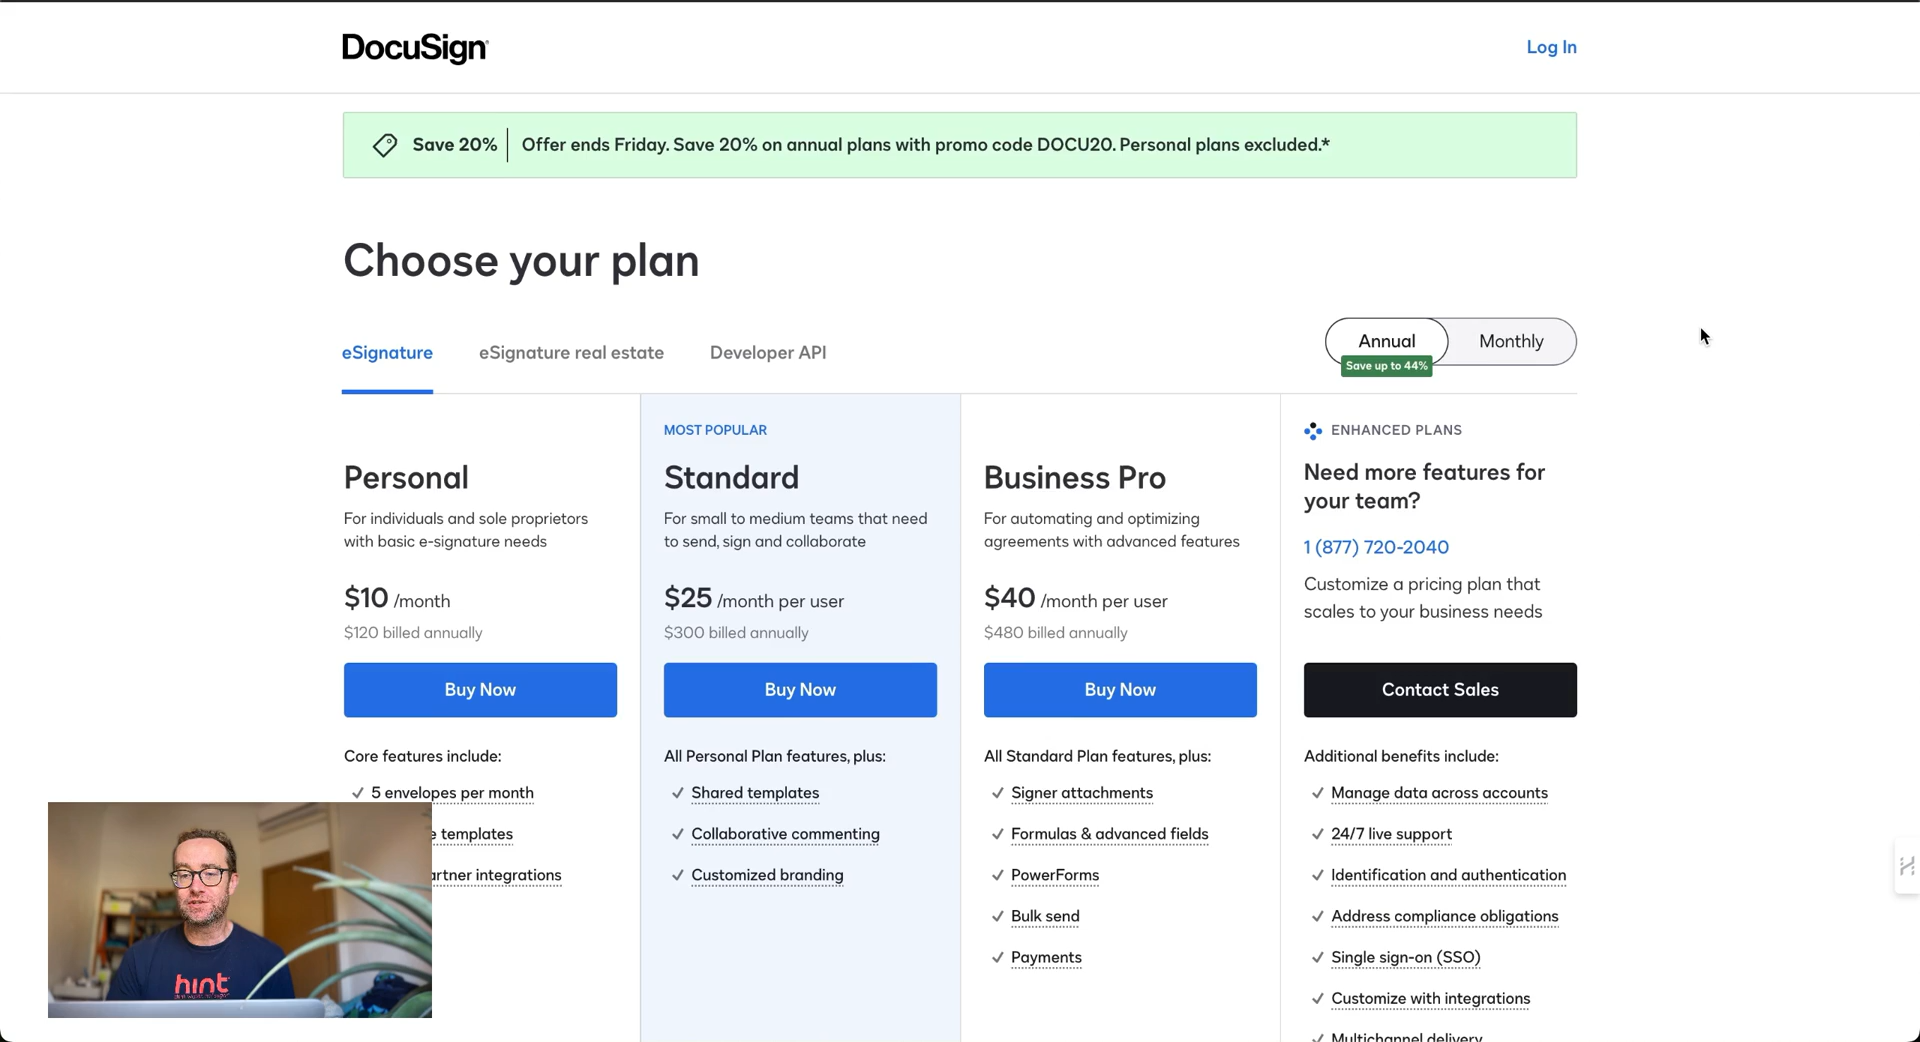 DocuSign
Log In
Save 20%
Offer ends Friday. Save 20% on annual plans with promo code DOCU20. Personal plans excluded.*
Choose your plan
eSignature
eSignature real estate
Developer API
Annual
Monthly
Save up to 44%
Personal
For individuals and sole proprietors
with basic e-signature needs
$10 /month
$120 billed annually
Buy Now
Core features include:
5 envelopes per month
templates
integrations
MOST POPULAR
Standard
For small to medium teams that need
to send, sign and collaborate
$25 /month per user
$300 billed annually
Buy Now
All Personal Plan features, plus:
Shared templates
Collaborative commenting
Customized branding
Business Pro
For automating and optimizing
agreements with advanced features
$40 /month per user
$480 billed annually
Buy Now
All Standard Plan features, plus:
Signer attachments
Formulas & advanced fields
PowerForms
Bulk send
Payments
ENHANCED PLANS
Need more features for
your team?
1 (877) 720-2040
Customize a pricing plan that
scales to your business needs
Contact Sales
Additional benefits include:
Manage data across accounts
24/7 live support
Identification and authentication
Address compliance obligations
Single sign-on (SSO)
Customize with integrations
Multichannel delivery
hint